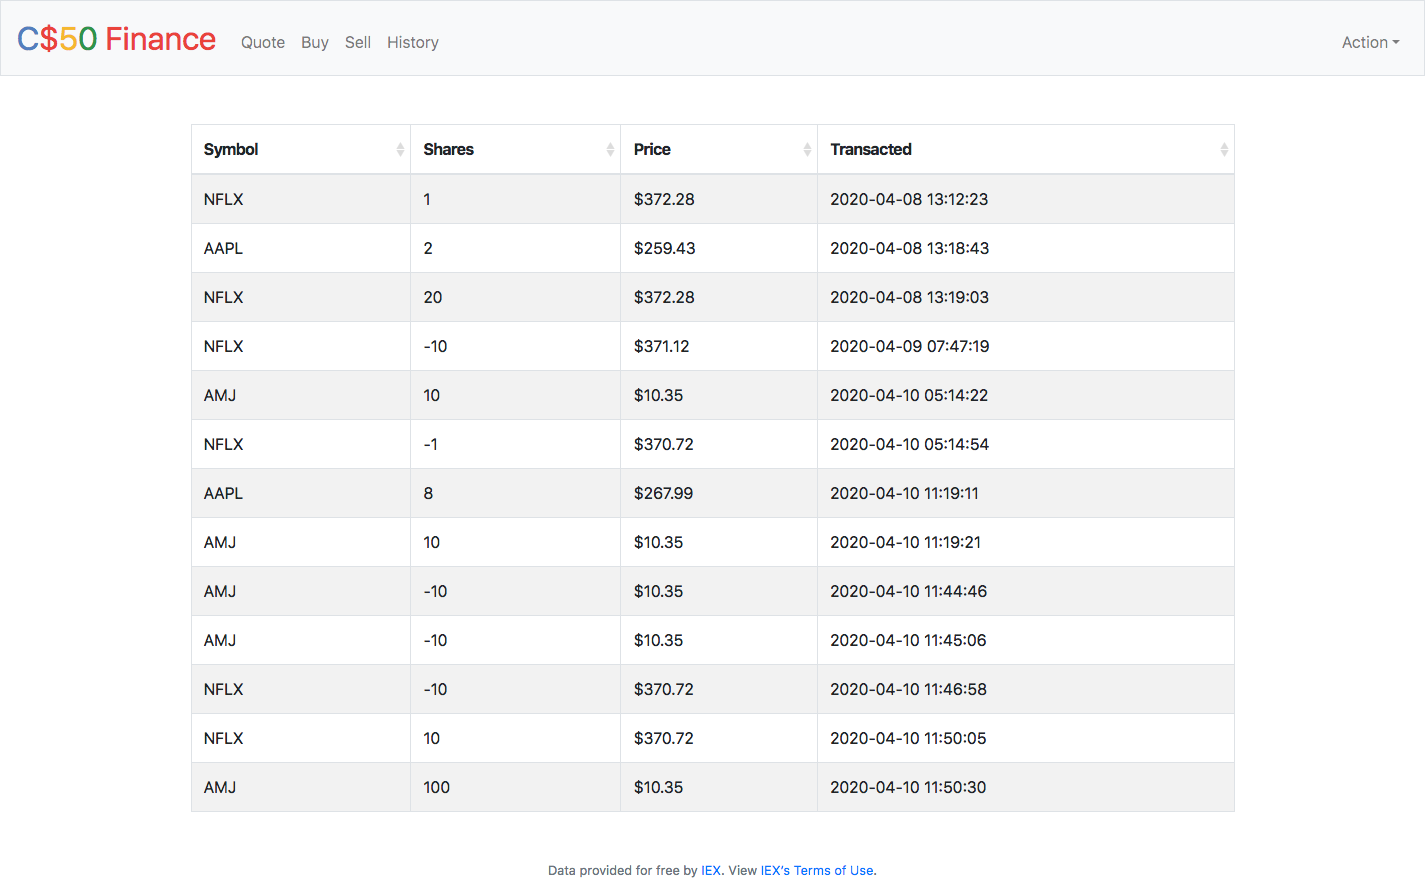 C$50 Finance Quote Buy Sell History Action
Symbol Shares Price Transacted
NFLX 1 $372.28 2020-04-08 13:12:23
AAPL 2 $259.43 2020-04-08 13:18:43
NFLX 20 $372.28 2020-04-08 13:19:03
NFLX -10 $371.12 2020-04-09 07:47:19
AMJ 10 $10.35 2020-04-10 05:14:22
NFLX -1 $370.72 2020-04-10 05:14:54
AAPL 8 $267.99 2020-04-10 11:19:11
AMJ 10 $10.35 2020-04-10 11:19:21
AMJ -10 $10.35 2020-04-10 11:44:46
AMJ -10 $10.35 2020-04-10 11:45:06
NFLX -10 $370.72 2020-04-10 11:46:58
NFLX 10 $370.72 2020-04-10 11:50:05
AMJ 100 $10.35 2020-04-10 11:50:30
Data provided for free by IEX. View IEX's Terms of Use.